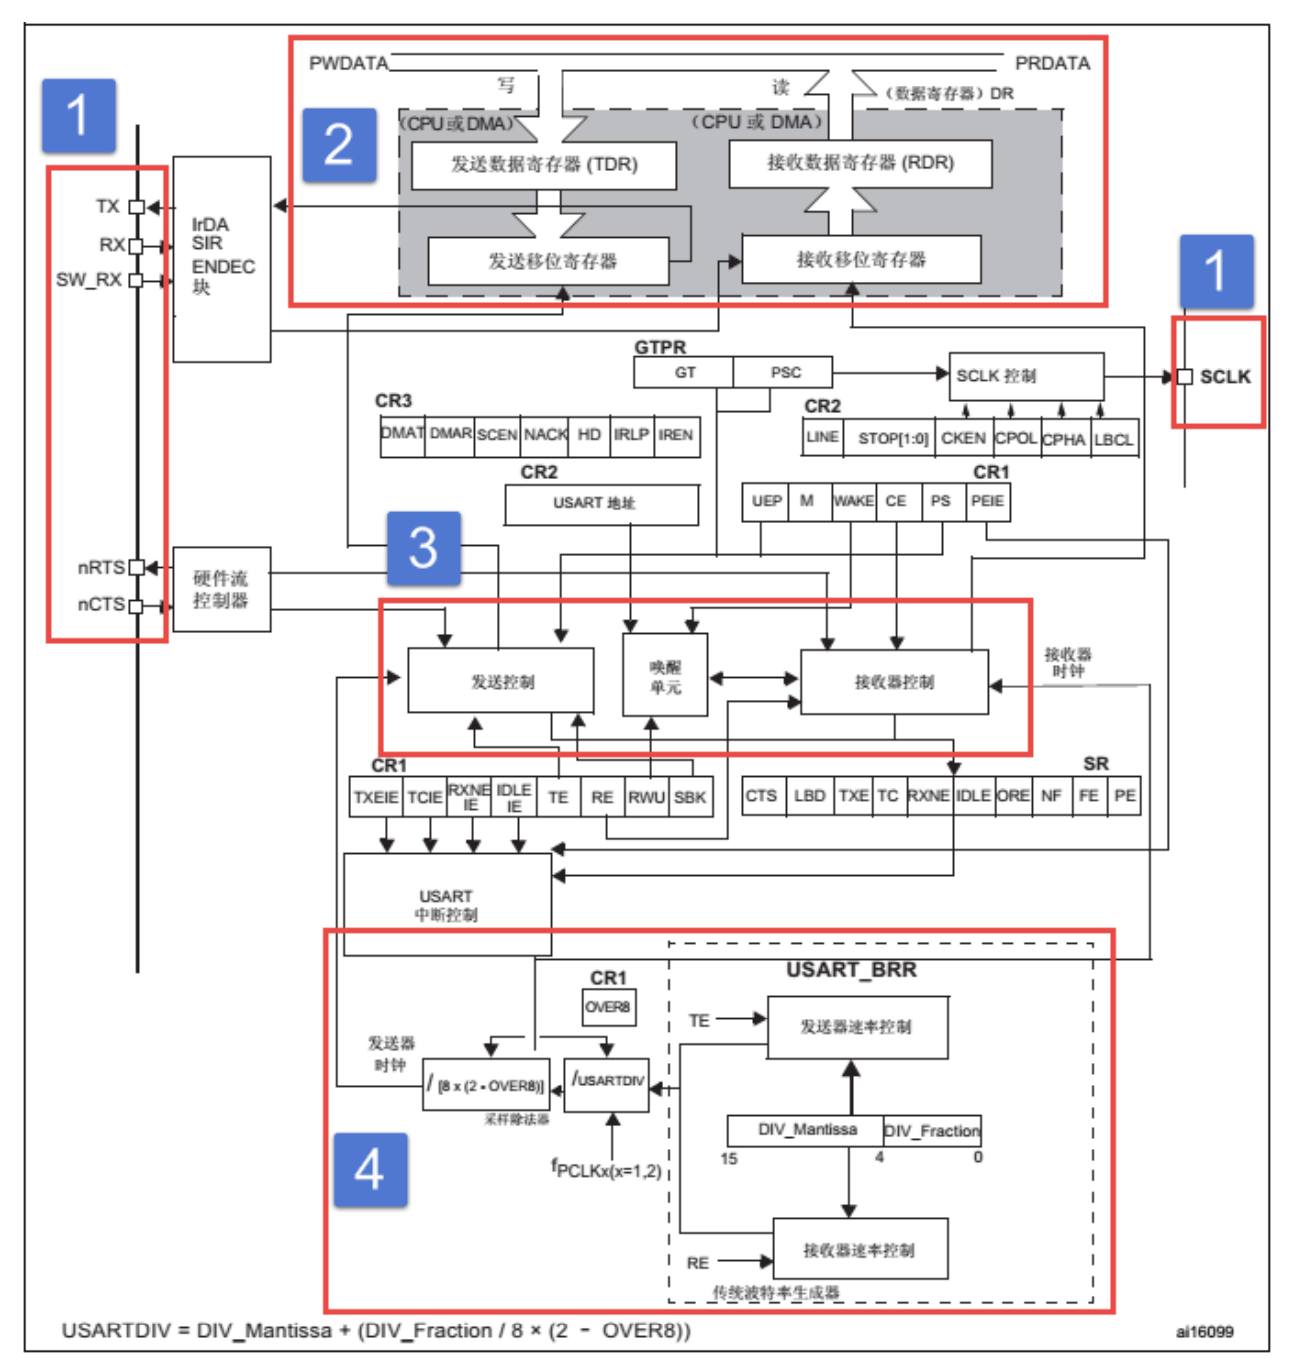 PWDATA
PRDATA
写
读
(数据寄存器) DR
1
2
(CPU或DMA)
(CPU 或 DMA)
发送数据寄存器 (TDR)
接收数据寄存器 (RDR)
TX
RX
SW_RX
IrDA
SIR
ENDEC
块
发送移位寄存器
接收移位寄存器
1
GTPR
GT
PSC
SCLK 控制
SCLK
CR3
DMAT DMAR SCEN NACK HD IRLP IREN
CR2
LINE STOP[1:0] CKEN CPOL CPHA LBCL
CR2
USART 地址
CR1
UEP M WAKE CE PS PEIE
3
nRTS
nCTS
硬件流
控制器
发送控制
唤醒
单元
接收器控制
接收器
时钟
CR1
TXEIE TCIE RXNE IE IDLE IE TE RE RWU SBK
SR
CTS LBD TXE TC RXNE IDLE ORE NF FE PE
USART
中断控制
USART_BRR
CR1
OVER8
TE
发送器速率控制
发送器
时钟
/ [8 x (2 - OVER8)]
/USARTDIV
采样除法器
DIV_Mantissa
DIV_Fraction
15
4
0
4
fPCLKx(x=1,2)
RE
接收器速率控制
传统波特率生成器
USARTDIV = DIV_Mantissa + (DIV_Fraction / 8 × (2 - OVER8))
ai16099